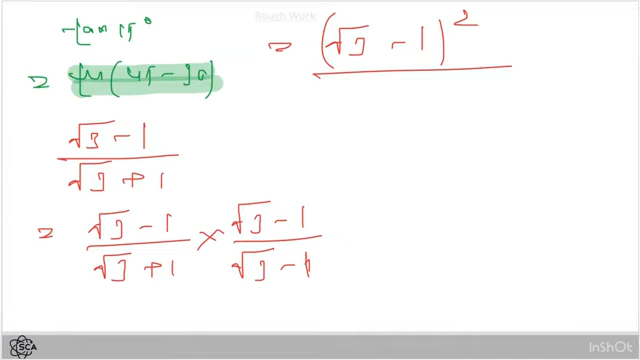 Rough Work
tan 15°
= tan(45 - 30)
√3 - 1
√3 + 1
= √3 - 1 / √3 + 1 × √3 - 1 / √3 - 1
= (√3 - 1)²
SCA
InShOt